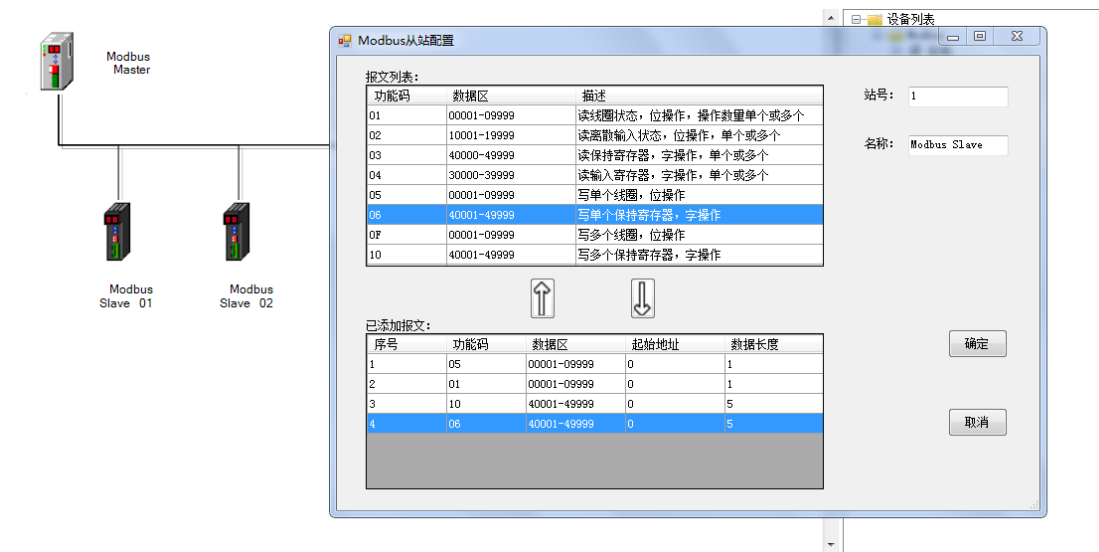 设备列表
Modbus
Master
Modbus
Slave 01
Modbus
Slave 02
Modbus从站配置
报文列表:
功能码 数据区 描述
01 00001-09999 读线圈状态，位操作，操作数量单个或多个
02 10001-19999 读离散输入状态，位操作，单个或多个
03 40000-49999 读保持寄存器，字操作，单个或多个
04 30000-39999 读输入寄存器，字操作，单个或多个
05 00001-09999 写单个线圈，位操作
06 40001-49999 写单个保持寄存器，字操作
0F 00001-09999 写多个线圈，位操作
10 40001-49999 写多个保持寄存器，字操作
已添加报文:
序号 功能码 数据区 起始地址 数据长度
1 05 00001-09999 0 1
2 01 00001-09999 0 1
3 10 40001-49999 0 5
4 06 40001-49999 0 5
站号: 1
名称: Modbus Slave
确定
取消